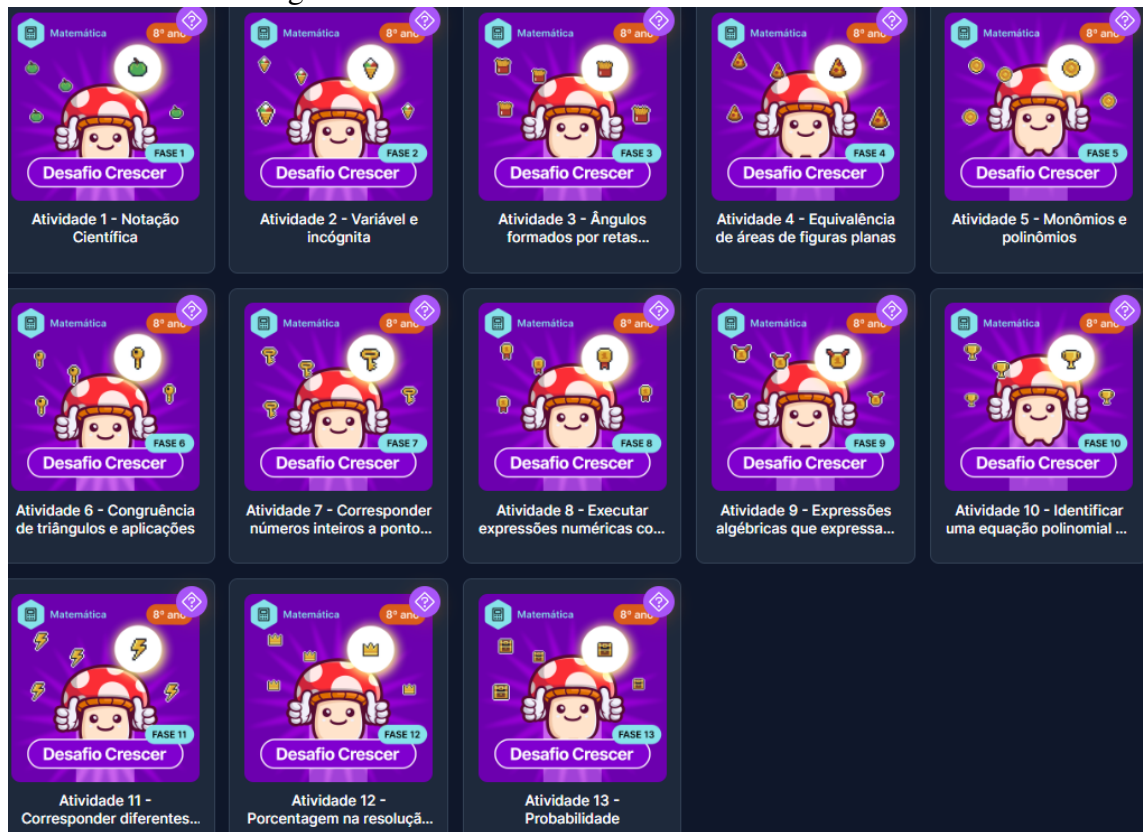 Matemática 8º ano
FASE 1
Desafio Crescer
Atividade 1 - Notação
Científica
Matemática 8º ano
FASE 2
Desafio Crescer
Atividade 2 - Variável e
incógnita
Matemática 8º ano
FASE 3
Desafio Crescer
Atividade 3 - Ângulos
formados por retas...
Matemática 8º ano
FASE 4
Desafio Crescer
Atividade 4 - Equivalência
de áreas de figuras planas
Matemática 8º ano
FASE 5
Desafio Crescer
Atividade 5 - Monômios e
polinômios
Matemática 8º ano
FASE 6
Desafio Crescer
Atividade 6 - Congruência
de triângulos e aplicações
Matemática 8º ano
FASE 7
Desafio Crescer
Atividade 7 - Corresponder
números inteiros a ponto...
Matemática 8º ano
FASE 8
Desafio Crescer
Atividade 8 - Executar
expressões numéricas co...
Matemática 8º ano
FASE 9
Desafio Crescer
Atividade 9 - Expressões
algébricas que expressa...
Matemática 8º ano
FASE 10
Desafio Crescer
Atividade 10 - Identificar
uma equação polinomial ...
Matemática 8º ano
FASE 11
Desafio Crescer
Atividade 11 -
Corresponder diferentes...
Matemática 8º ano
FASE 12
Desafio Crescer
Atividade 12 -
Porcentagem na resoluçã...
Matemática 8º ano
FASE 13
Desafio Crescer
Atividade 13 -
Probabilidade